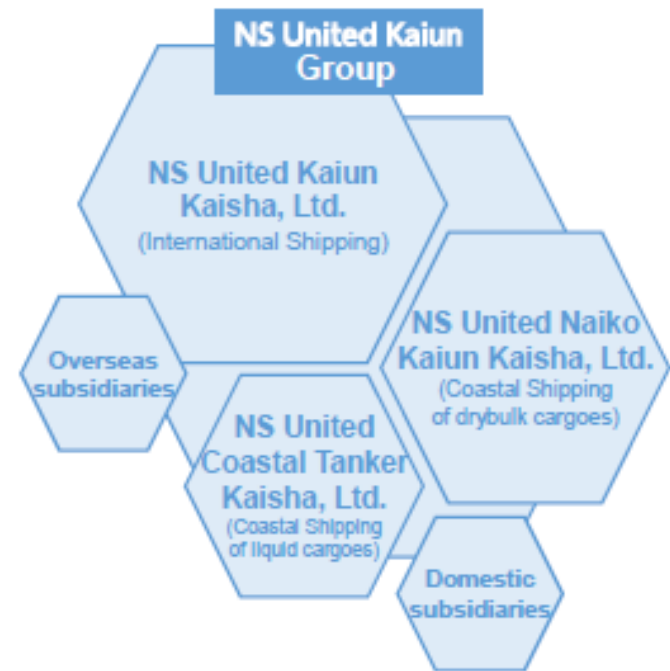 NS United Kaiun
Group
NS United Kaiun
Kaisha, Ltd.
(International Shipping)
NS United Naiko
Kaiun Kaisha, Ltd.
(Coastal Shipping
of drybulk cargoes)
Overseas
subsidiaries
NS United
Coastal Tanker
Kaisha, Ltd.
(Coastal Shipping
of liquid cargoes)
Domestic
subsidiaries